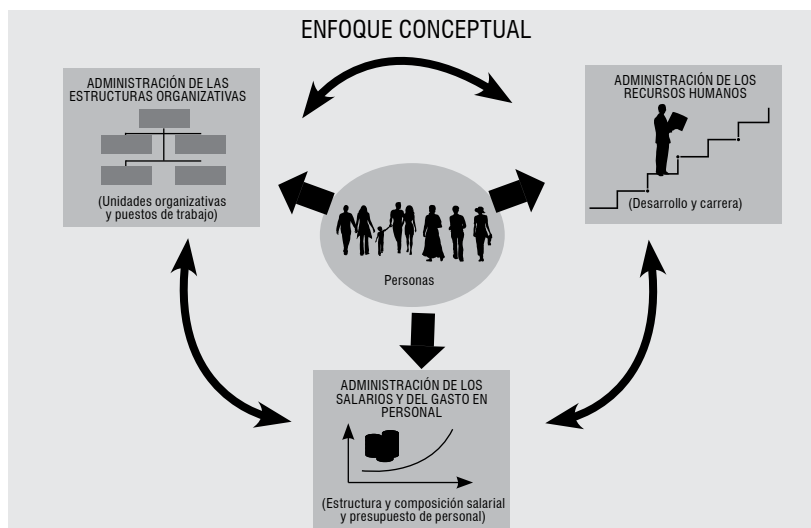 ENFOQUE CONCEPTUAL
ADMINISTRACIÓN DE LAS
ESTRUCTURAS ORGANIZATIVAS
(Unidades organizativas
y puestos de trabajo)
ADMINISTRACIÓN DE LOS
RECURSOS HUMANOS
(Desarrollo y carrera)
Personas
ADMINISTRACIÓN DE LOS
SALARIOS Y DEL GASTO EN
PERSONAL
(Estructura y composición salarial
y presupuesto de personal)